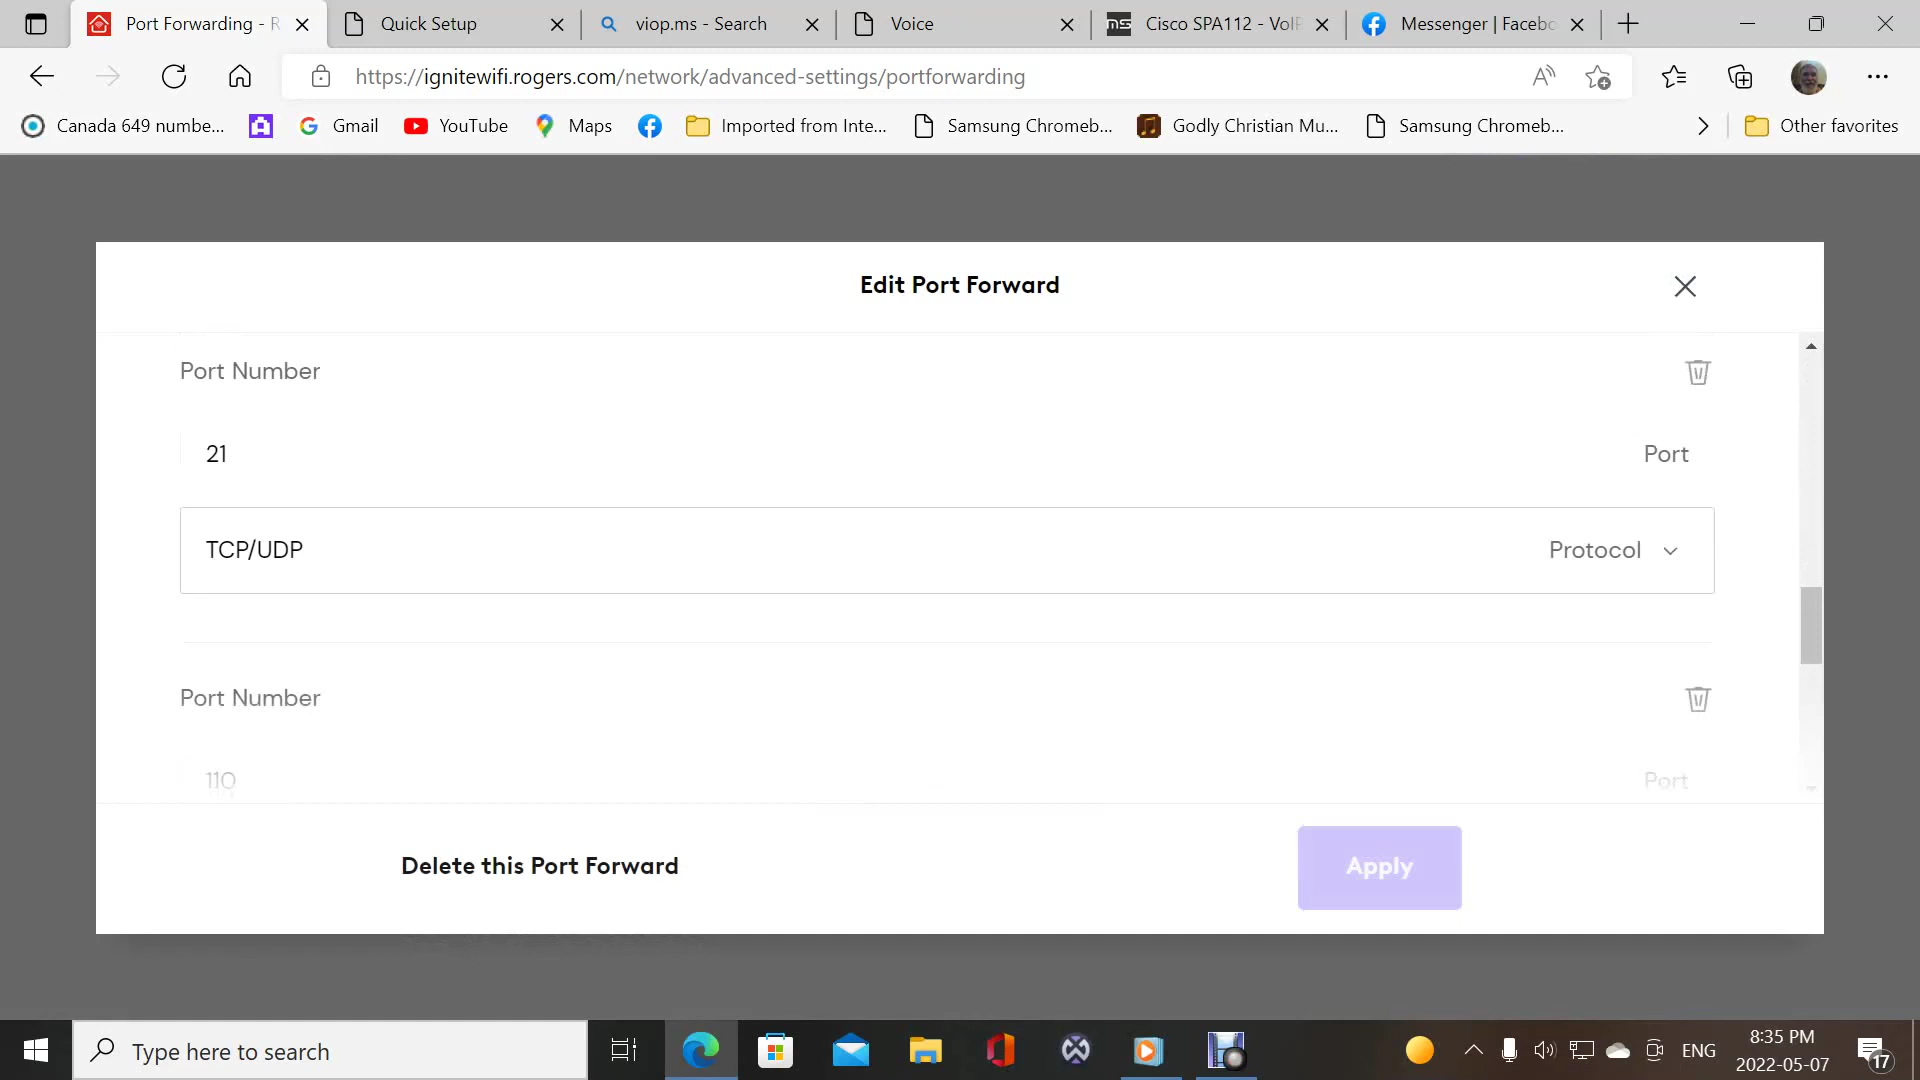 Port Forwarding - R
Quick Setup
viop.ms - Search
Voice
Cisco SPA112 - VoIP
Messenger | Facebo
https://ignitewifi.rogers.com/network/advanced-settings/portforwarding
Canada 649 numbe...
Gmail
YouTube
Maps
Imported from Inte...
Samsung Chromeb...
Godly Christian Mu...
Samsung Chromeb...
Other favorites
Edit Port Forward
Port Number
21 Port
TCP/UDP Protocol
Port Number
110 Port
Delete this Port Forward
Apply
Type here to search
ENG
8:35 PM
2022-05-07
17